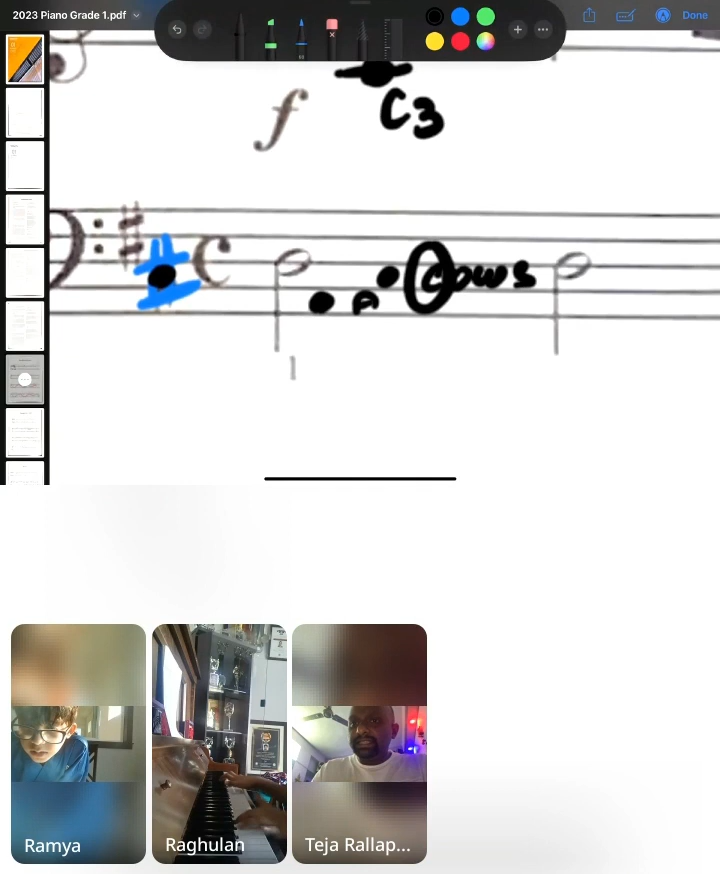 2023 Piano Grade 1.pdf
Done
f
C3
A Cows
1
Ramya
Raghulan
Teja Rallap...